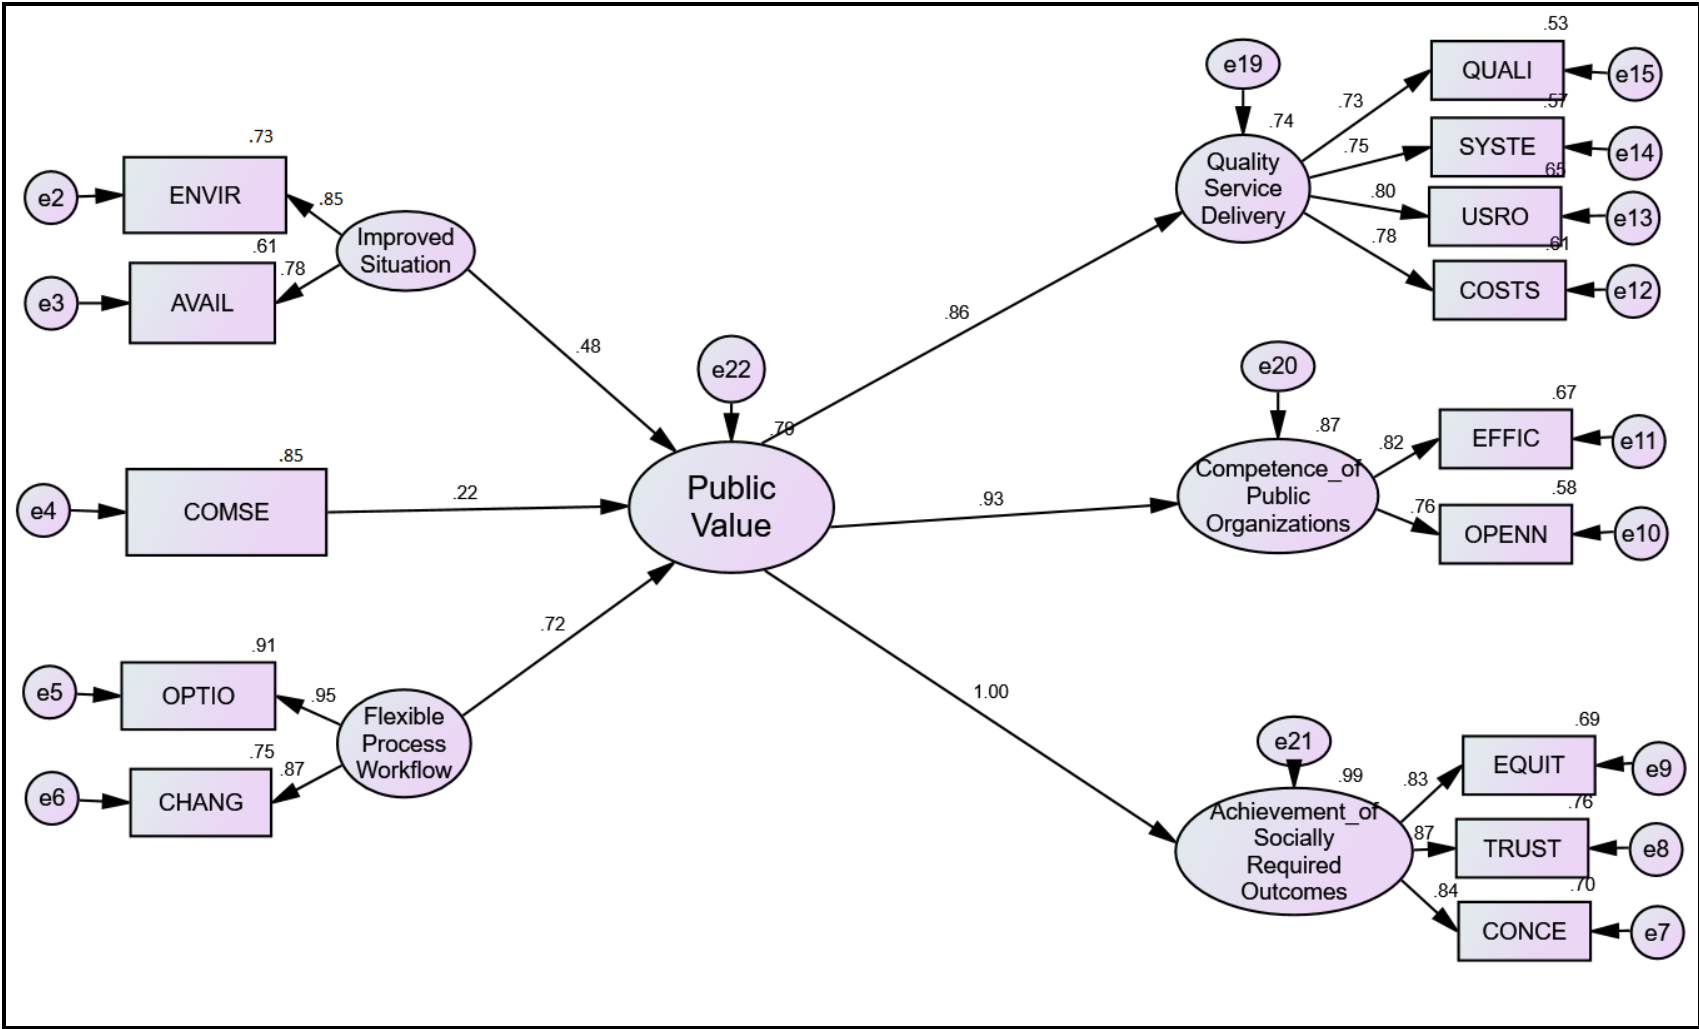 .53
e19
QUALI
e15
.57
.73
.74
SYSTE
e14
.75
Quality
Service
Delivery
.65
.80
USRO
e13
.61
.78
COSTS
e12
.73
e2
ENVIR
.85
.61
Improved
Situation
e3
AVAIL
.78
.48
.86
e22
.79
e20
.67
.87
.82
EFFIC
e11
Competence_of
Public
Organizations
.58
.76
OPENN
e10
.85
e4
COMSE
.22
Public
Value
.93
.91
e5
OPTIO
.95
.72
Flexible
Process
Workflow
.75
e6
CHANG
.87
1.00
e21
.69
.99
.83
EQUIT
e9
Achievement_of
Socially
Required
Outcomes
.76
.87
TRUST
e8
.70
.84
CONCE
e7